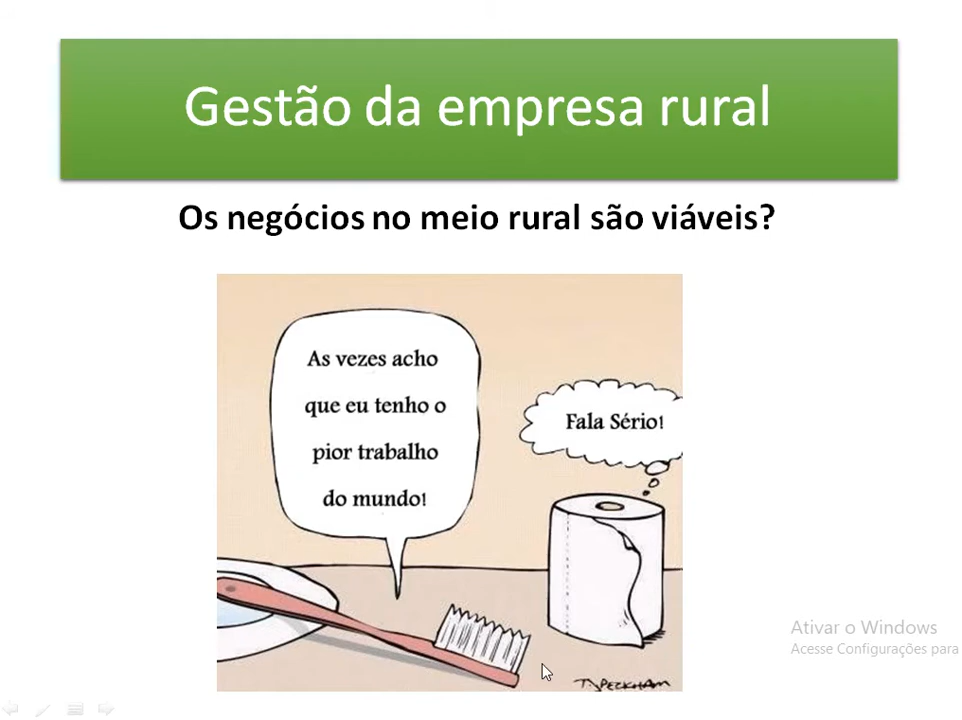 Gestão da empresa rural
Os negócios no meio rural são viáveis?
As vezes acho
que eu tenho o
pior trabalho
do mundo!
Fala Sério!
T. PECKHAM
Ativar o Windows
Acesse Configurações para